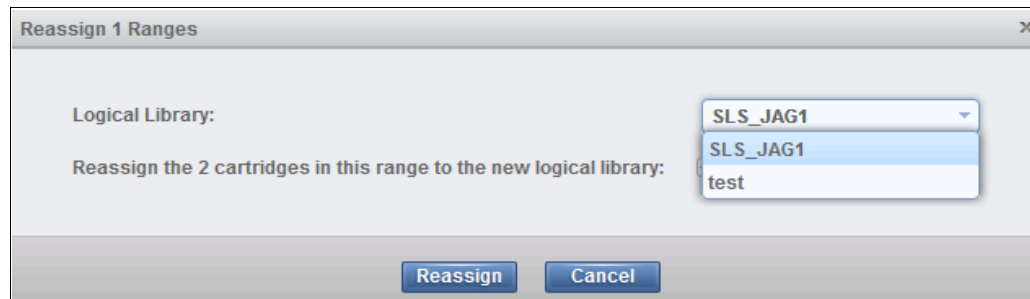 Reassign 1 Ranges x
Logical Library: SLS_JAG1
SLS_JAG1
Reassign the 2 cartridges in this range to the new logical library:
test
Reassign Cancel